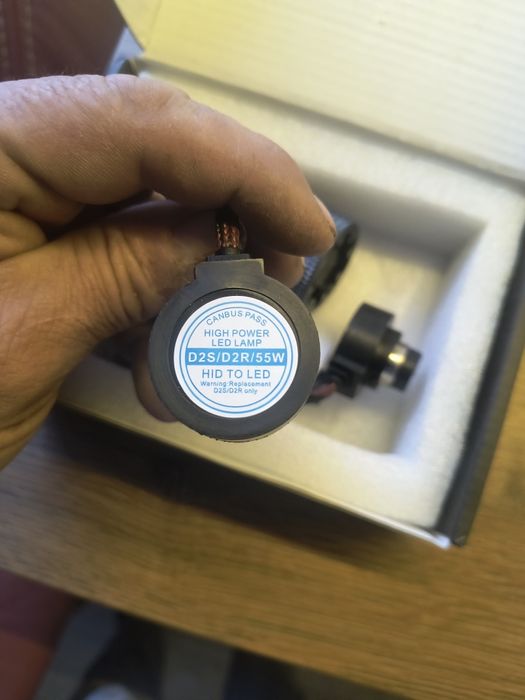 CANBUS PASS
HIGH POWER
LED LAMP
D2S/D2R/55W
HID TO LED
Warning:Replacement
D2S/D2R only